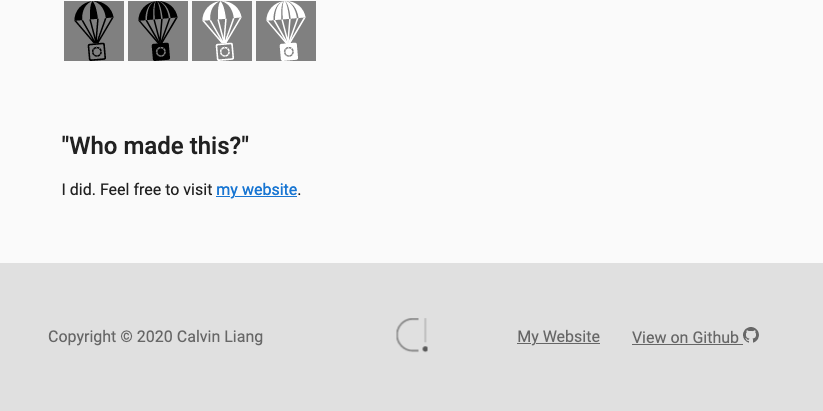 "Who made this?"
I did. Feel free to visit my website.
Copyright © 2020 Calvin Liang
C!
My Website
View on Github